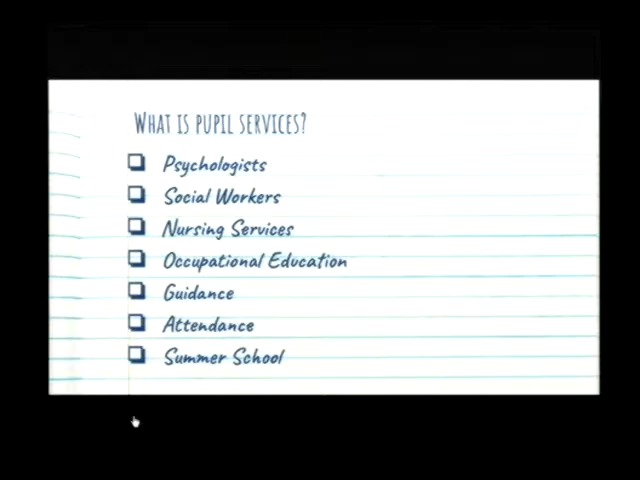 What is pupil services?
Psychologists
Social Workers
Nursing Services
Occupational Education
Guidance
Attendance
Summer School